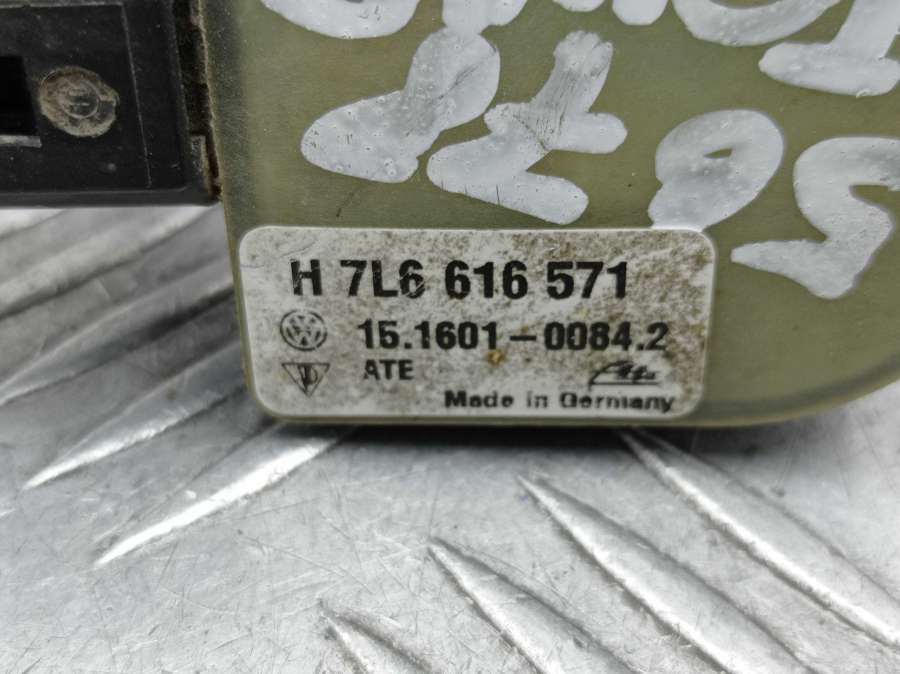 H 7L6 616 571
15.1601-0084.2
ATE
Made in Germany